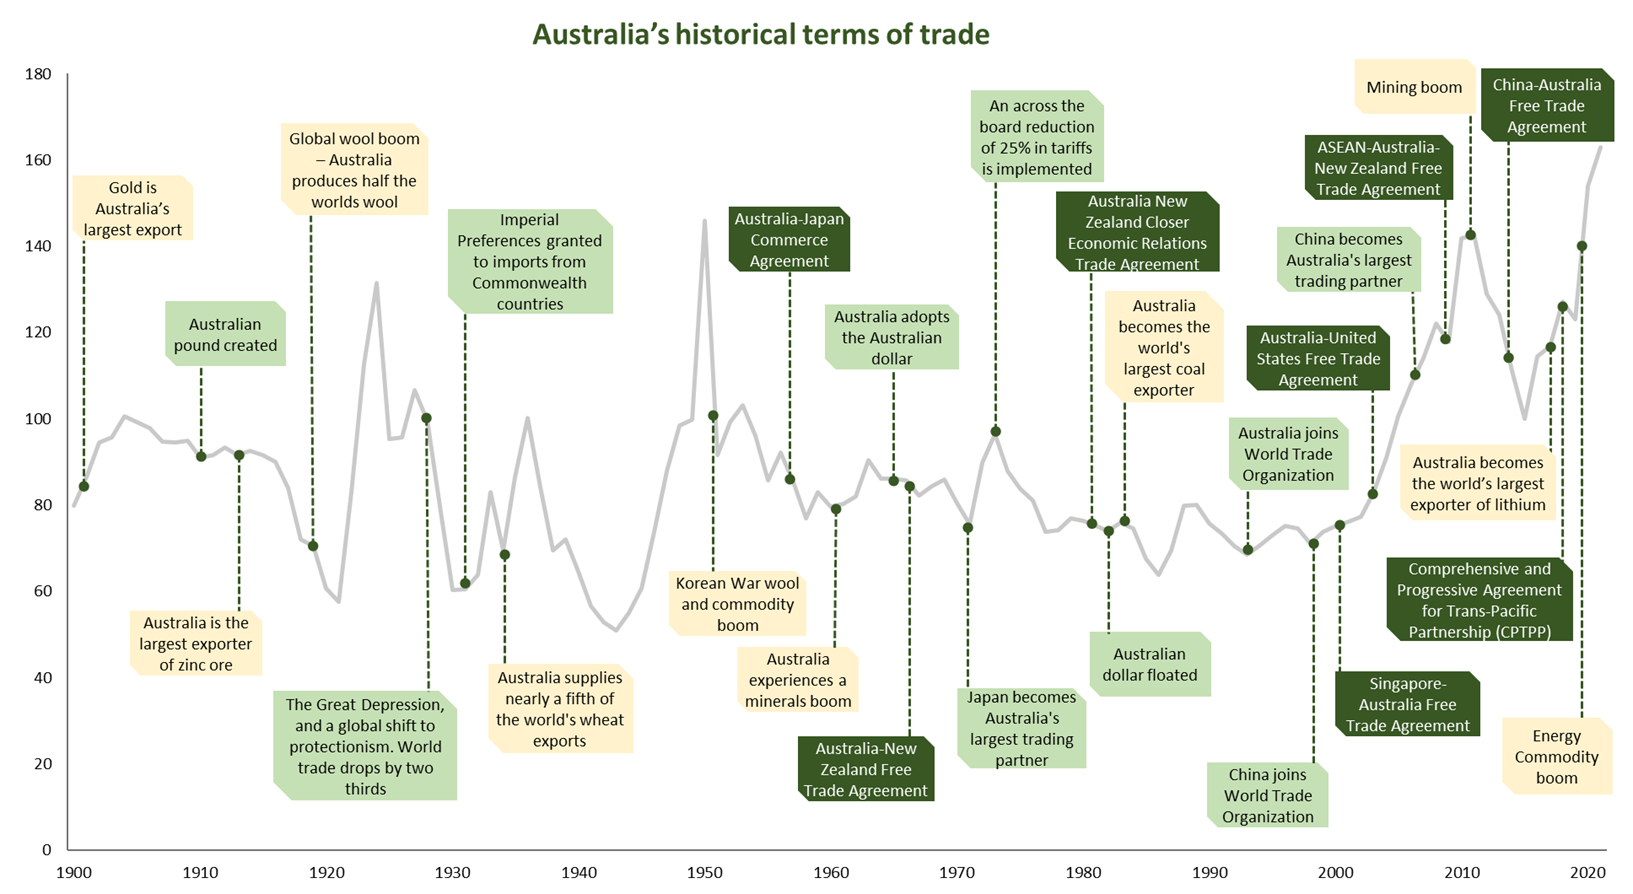 Australia's historical terms of trade
180
160
140
120
100
80
60
40
20
0
1900
1910
1920
1930
1940
1950
1960
1970
1980
1990
2000
2010
2020
Gold is
Australia's
largest export
Australian
pound created
Australia is the
largest exporter
of zinc ore
Global wool boom
– Australia
produces half the
worlds wool
The Great Depression,
and a global shift to
protectionism. World
trade drops by two
thirds
Imperial
Preferences granted
to imports from
Commonwealth
countries
Australia supplies
nearly a fifth of
the world's wheat
exports
Korean War wool
and commodity
boom
Australia-Japan
Commerce
Agreement
Australia
experiences a
minerals boom
Australia adopts
the Australian
dollar
Australia-New
Zealand Free
Trade Agreement
Japan becomes
Australia's
largest trading
partner
An across the
board reduction
of 25% in tariffs
is implemented
Australia New
Zealand Closer
Economic Relations
Trade Agreement
Australian
dollar floated
Australia
becomes the
world's
largest coal
exporter
Australia joins
World Trade
Organization
China joins
World Trade
Organization
Singapore-
Australia Free
Trade Agreement
Australia-United
States Free Trade
Agreement
China becomes
Australia's largest
trading partner
ASEAN-Australia-
New Zealand Free
Trade Agreement
Mining boom
China-Australia
Free Trade
Agreement
Australia becomes
the world's largest
exporter of lithium
Comprehensive and
Progressive Agreement
for Trans-Pacific
Partnership (CPTPP)
Energy
Commodity
boom